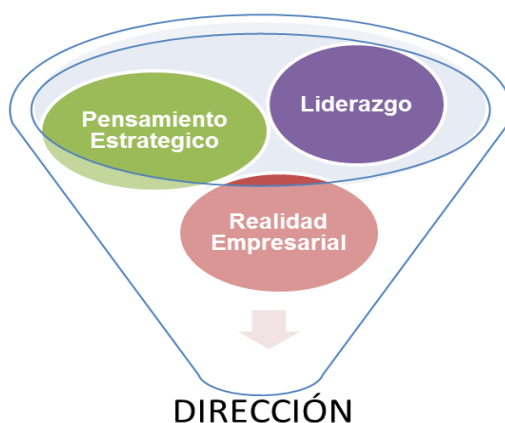 Pensamiento
Estrategico
Liderazgo
Realidad
Empresarial
DIRECCIÓN